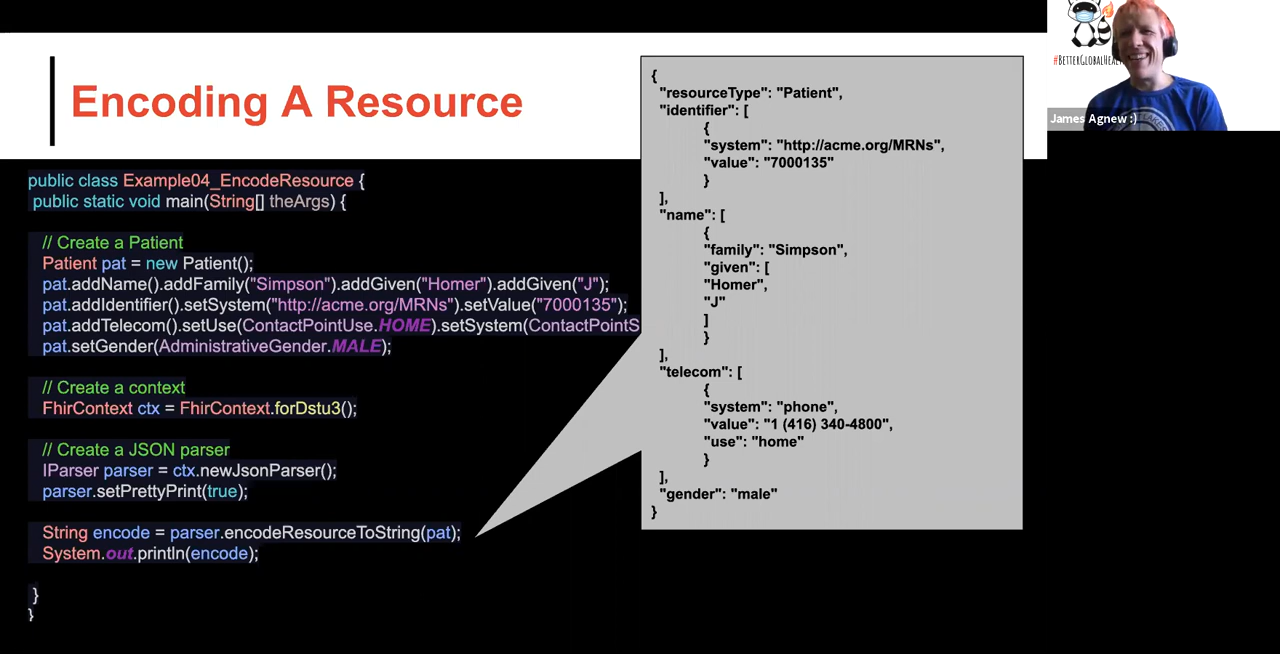 Encoding A Resource
public class Example04_EncodeResource {
public static void main(String[] theArgs) {
// Create a Patient
Patient pat = new Patient();
pat.addName().addFamily("Simpson").addGiven("Homer").addGiven("J");
pat.addIdentifier().setSystem("http://acme.org/MRNs").setValue("7000135");
pat.addTelecom().setUse(ContactPointUse.HOME).setSystem(ContactPointS
pat.setGender(AdministrativeGender.MALE);
// Create a context
FhirContext ctx = FhirContext.forDstu3();
// Create a JSON parser
IParser parser = ctx.newJsonParser();
parser.setPrettyPrint(true);
String encode = parser.encodeResourceToString(pat);
System.out.println(encode);
}
}
{
"resourceType": "Patient",
"identifier": [
{
"system": "http://acme.org/MRNs",
"value": "7000135"
}
],
"name": [
{
"family": "Simpson",
"given": [
"Homer",
"J"
]
}
],
"telecom": [
{
"system": "phone",
"value": "1 (416) 340-4800",
"use": "home"
}
],
"gender": "male"
}
James Agnew :)